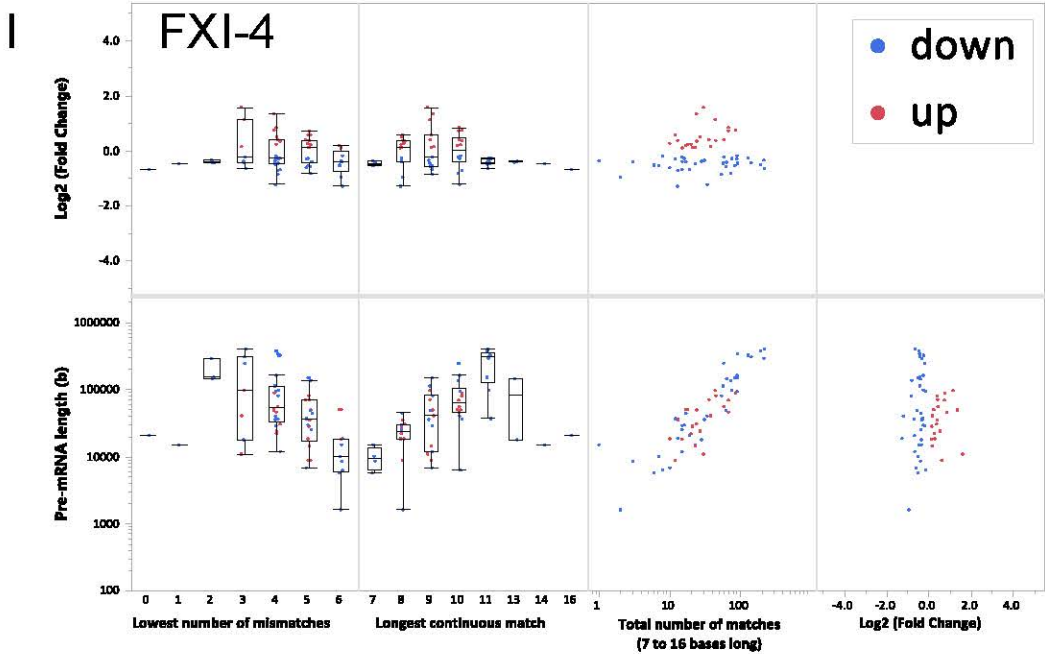 I
FXI-4
down
up
Log2 (Fold Change)
4.0
2.0
0.0
-2.0
-4.0
Pre-mRNA length (b)
1000000
100000
10000
1000
100
0 1 2 3 4 5 6
Lowest number of mismatches
7 8 9 10 11 13 14 16
Longest continuous match
1 10 100
Total number of matches
(7 to 16 bases long)
-4.0 -2.0 0.0 2.0 4.0
Log2 (Fold Change)